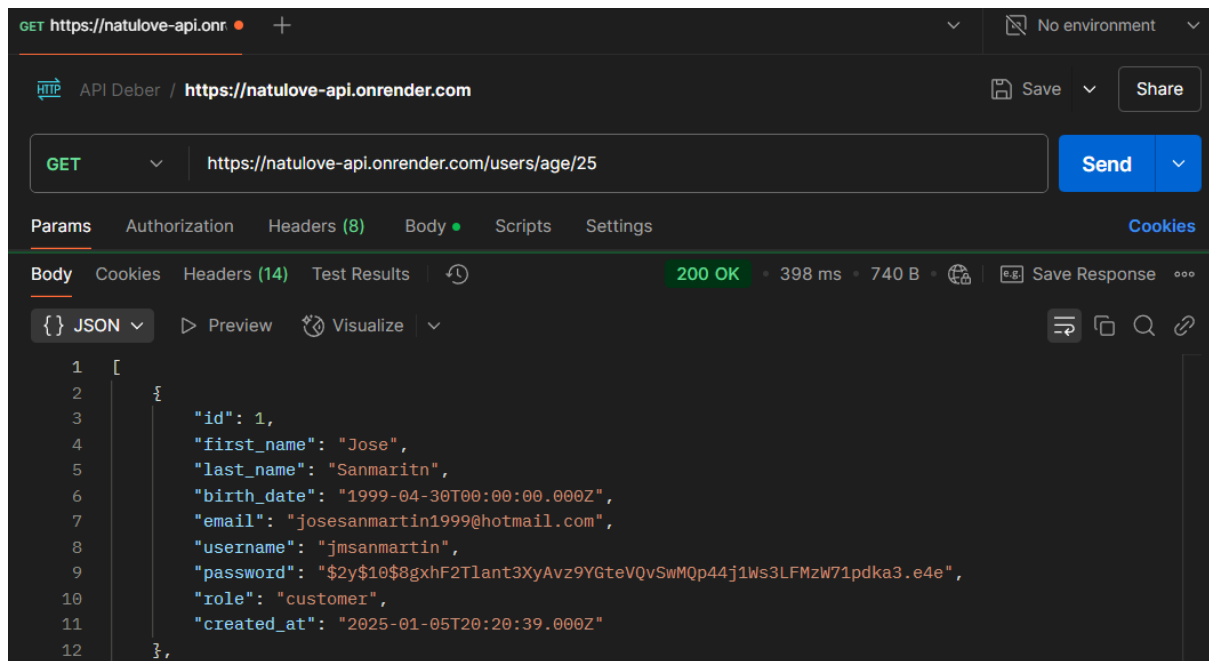 GET https://natulove-api.onr
No environment
HTTP API Deber / https://natulove-api.onrender.com
Save
Share
GET https://natulove-api.onrender.com/users/age/25
Send
Params Authorization Headers (8) Body Scripts Settings
Cookies
Body Cookies Headers (14) Test Results
200 OK • 398 ms • 740 B •
e.g. Save Response
{} JSON Preview Visualize
1 [
2 {
3 "id": 1,
4 "first_name": "Jose",
5 "last_name": "Sanmaritn",
6 "birth_date": "1999-04-30T00:00:00.000Z",
7 "email": "josesanmartin1999@hotmail.com",
8 "username": "jmsanmartin",
9 "password": "$2y$10$8gxhF2Tlant3XyAvz9YGteVQvSwMQp44j1Ws3LFMzW71pdka3.e4e",
10 "role": "customer",
11 "created_at": "2025-01-05T20:20:39.000Z"
12 },